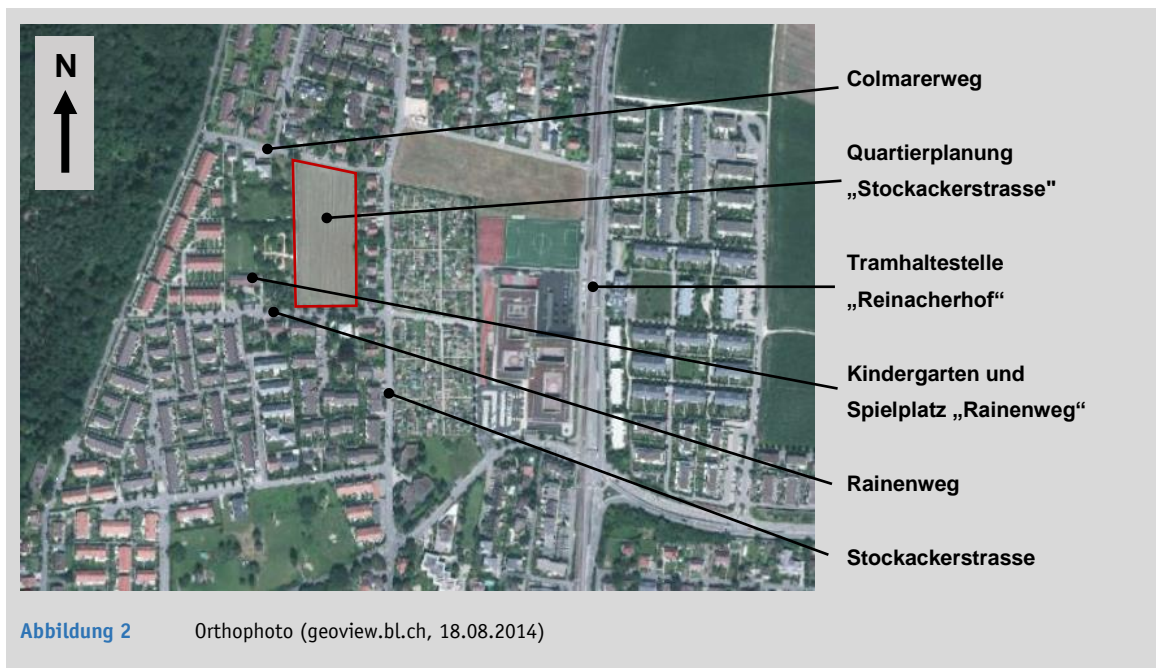 N
Colmarerweg
Quartierplanung
„Stockackerstrasse"
Tramhaltestelle
„Reinacherhof“
Kindergarten und
Spielplatz „Rainenweg“
Rainenweg
Stockackerstrasse
Abbildung 2 Orthophoto (geoview.bl.ch, 18.08.2014)